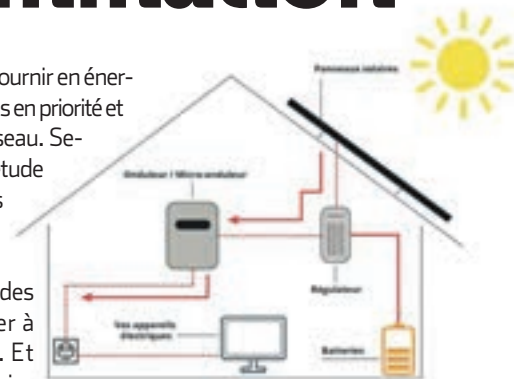 ournir en éner-
s en priorité et
seau. Se-
tude
s
des
er à
. Et
Panneaux solaires
Onduleur / Micro-onduleur
Régulateur
Vos appareils
électriques
Batteries